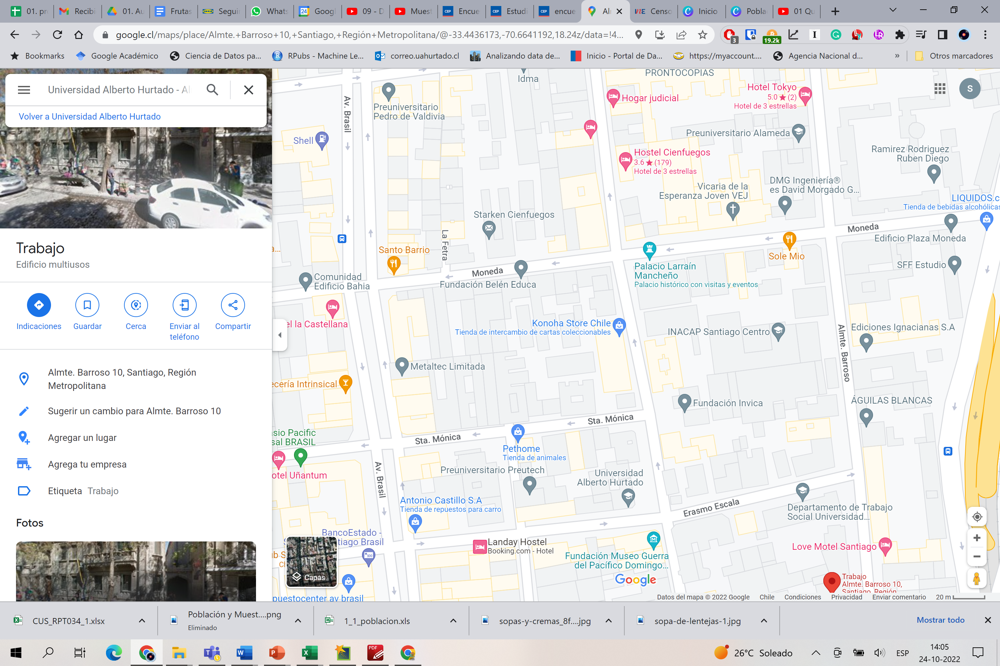 01. pr
Recibi
01. Au
Frutas
Seguir
Whats
Googl
09 - D
Muest
Encue
Estudi
encue
Al
Censo
Inicio
Pobla
01 Qu
google.cl/maps/place/Almte.+Barroso+10,+Santiago,+Región+Metropolitana/@-33.4436173,-70.6641192,18.24z/data=!4...
3
19.2k
Bookmarks
Google Académico
Ciencia de Datos pa...
RPubs - Machine Le...
correo.uahurtado.cl
Analizando data de...
Inicio - Portal de Da...
https://myaccount....
Agencia Nacional d...
»
Otros marcadores
Universidad Alberto Hurtado - Al
Volver a Universidad Alberto Hurtado
Trabajo
Edificio multiusos
Indicaciones
Guardar
Cerca
Enviar al
teléfono
Compartir
Almte. Barroso 10, Santiago, Región
Metropolitana
Sugerir un cambio para Almte. Barroso 10
Agregar un lugar
Agrega tu empresa
Etiqueta Trabajo
Fotos
Idma
PRONTOCOPIAS
S
Av. Brasil
Preuniversitario
Pedro de Valdivia
Hogar judicial
Hotel Tokyo
5.0 ★ (2)
Hotel de 3 estrellas
Shell
Preuniversitario Alameda
Ramirez Rodriguez
Ruben Diego
Hostel Cienfuegos
3.6 ★ (179)
Hotel de 3 estrellas
Vicaria de la
Esperanza Joven VEJ
DMG Ingeniería®
es David Morgado G...
LIQUIDOS.c
Tienda de bebidas alcohólicas
Starken Cienfuegos
La Fetra
Moneda
Edificio Plaza Moneda
a...
Santo Barrio
Sole Mio
SFF Estudio
Comunidad
Edificio Bahia
Moneda
Fundación Belén Educa
Palacio Larraín
Mancheño
Palacio histórico con visitas y eventos
el la Castellana
Konoha Store Chile
Tienda de intercambio de cartas coleccionables
INACAP Santiago Centro
Almte. Barroso
Ediciones Ignacianas S.A
Metaltec Limitada
ecería Intrinsical
Fundación Invica
ÁGUILAS BLANCAS
Sta. Mónica
Sta. Mónica
sio Pacific
sal BRASIL
Pethome
Tienda de animales
otel Uñantum
Av. Brasil
Preuniversitario Preutech
Universidad
Alberto Hurtado
Antonio Castillo S.A
Tienda de repuestos para carro
Erasmo Escala
Departamento de Trabajo
Social Universidad...
BancoEstado -
tiago Brasil
100
Landay Hostel
Booking.com - Hotel
Fundación Museo Guerra
del Pacífico Domingo...
Love Motel Santiago
ub S
Capas
Google
Trabajo
Almte. Barroso 10,
Santiago, Región
puestocenter av brasil
Datos del mapa © 2022 Google
Chile
Condiciones
Privacidad
Enviar comentario
20 m
CUS_RPT034_1.xlsx
Población y Muest....png
Eliminado
1_1_poblacion.xls
sopas-y-cremas_8f....jpg
sopa-de-lentejas-1.jpg
Mostrar todo
26°C Soleado
ESP
14:05
24-10-2022